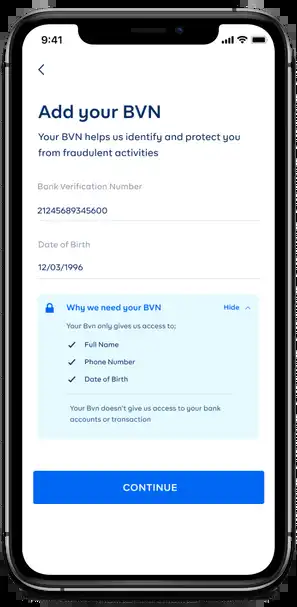 9:41
Add your BVN
Your BVN helps us identify and protect you
from fraudulent activities
Bank Verification Number
21245689345600
Date of Birth
12/03/1996
Why we need your BVN
Hide
Your Bvn only gives us access to;
Full Name
Phone Number
Date of Birth
Your Bvn doesn't give us access to your bank
accounts or transaction
CONTINUE